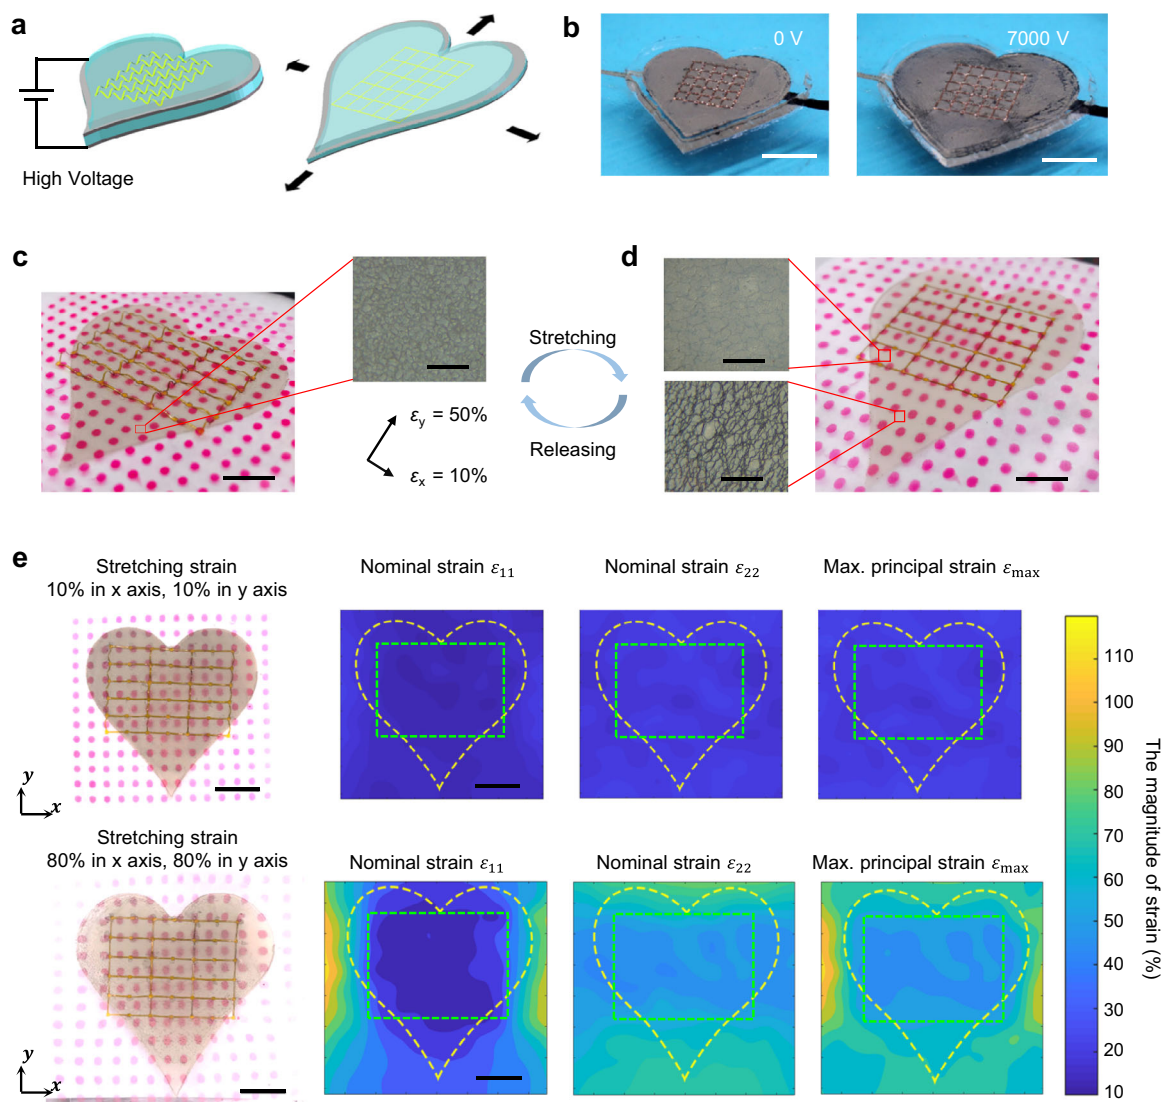 a
High Voltage
b
0 V
7000 V
c
εy = 50%
εx = 10%
Stretching
Releasing
d
e
Stretching strain
10% in x axis, 10% in y axis
Nominal strain ε11
Nominal strain ε22
Max. principal strain εmax
y
x
Stretching strain
80% in x axis, 80% in y axis
Nominal strain ε11
Nominal strain ε22
Max. principal strain εmax
y
x
110
100
90
80
70
60
50
40
30
20
10
The magnitude of strain (%)